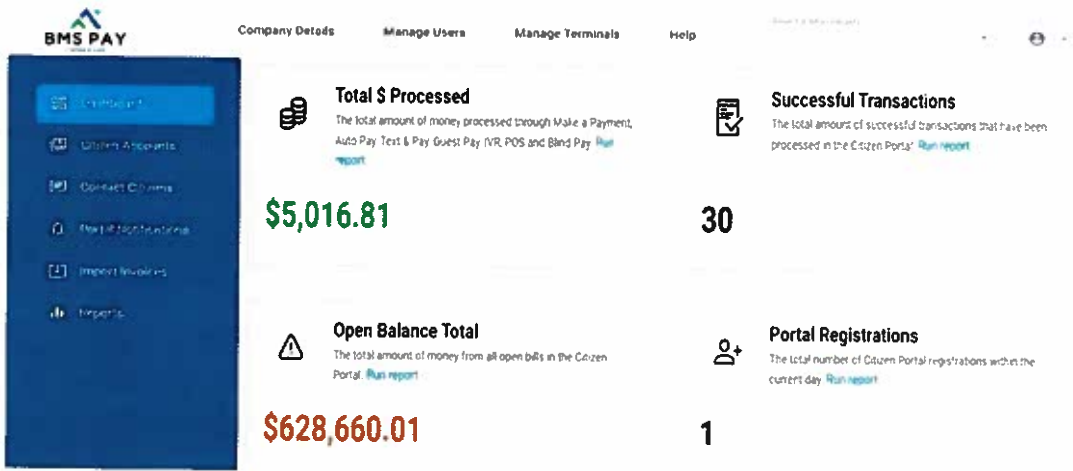 BMS PAY
Company Details
Manage Users
Manage Terminals
Help
Dashboard
Citizen Accounts
Contact Citizens
Portal Notifications
Import Invoices
Reports
Total $ Processed
The total amount of money processed through Make a Payment,
Auto Pay Text & Pay Guest Pay IVR, POS and Blind Pay Run
report
$5,016.81
Successful Transactions
The total amount of successful transactions that have been
processed in the Citizen Portal Run report
30
Open Balance Total
The total amount of money from all open bills in the Citizen
Portal. Run report
$628,660.01
Portal Registrations
The total number of Citizen Portal registrations within the
current day Run report
1